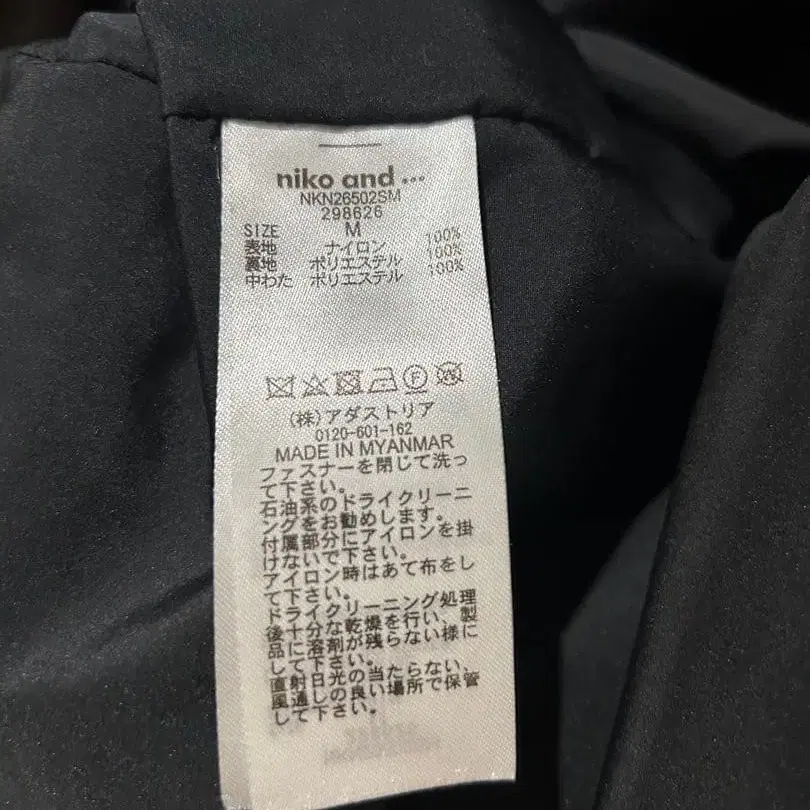 niko and ...
NKN26502SM
298626
SIZE M
表地 ナイロン 100%
裏地 ポリエステル 100%
中わた ポリエステル 100%
(株)アダストリア
0120-601-162
MADE IN MYANMAR
ファスナーを閉じて洗っ
て下さい。
石油系のドライクリーニ
ングをお勧めします。
付属部分にアイロンを掛
けないで下さい。
アイロン時はあて布をし
て下さい。
ドライクリーニング処理
後十分な乾燥を行い、製
品に溶剤が残らない様に
して下さい。
直射日光の当たらない、
風通しの良い場所で保管
して下さい。